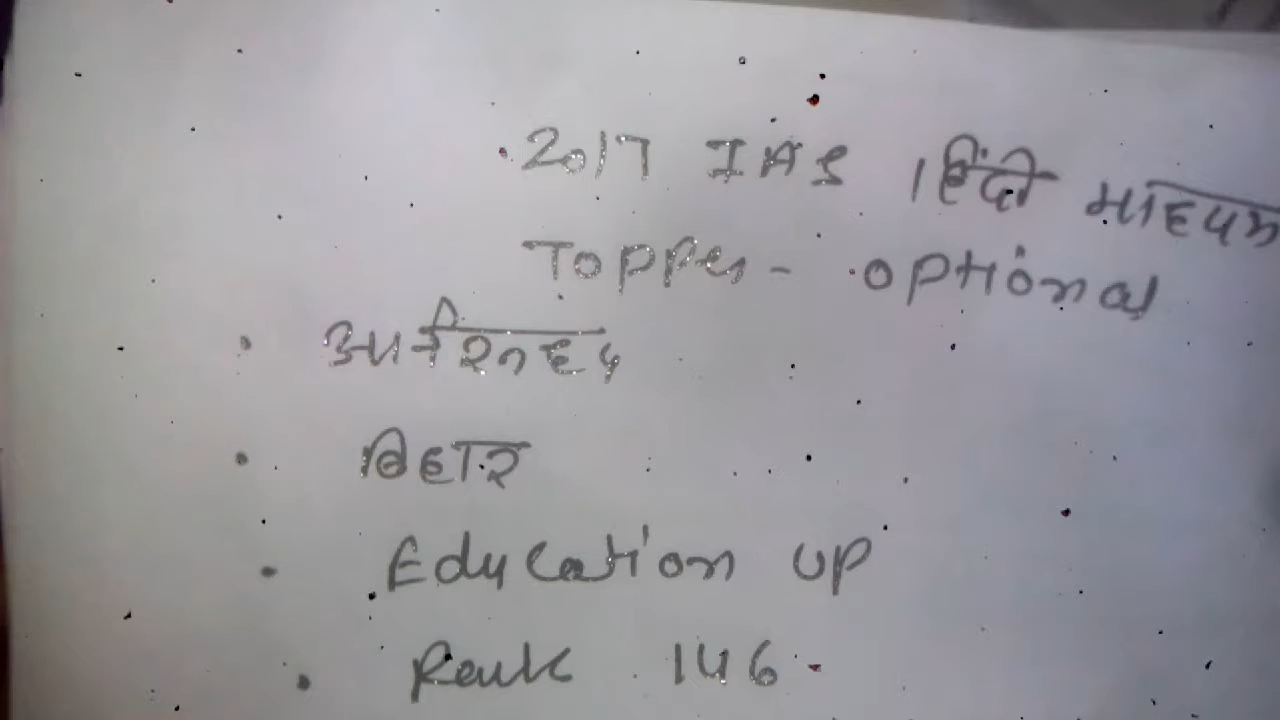 2017 IAS हिंदी माध्यम
Topper - optional
अनिरुद्ध
बिहार
Education UP
Rank 146